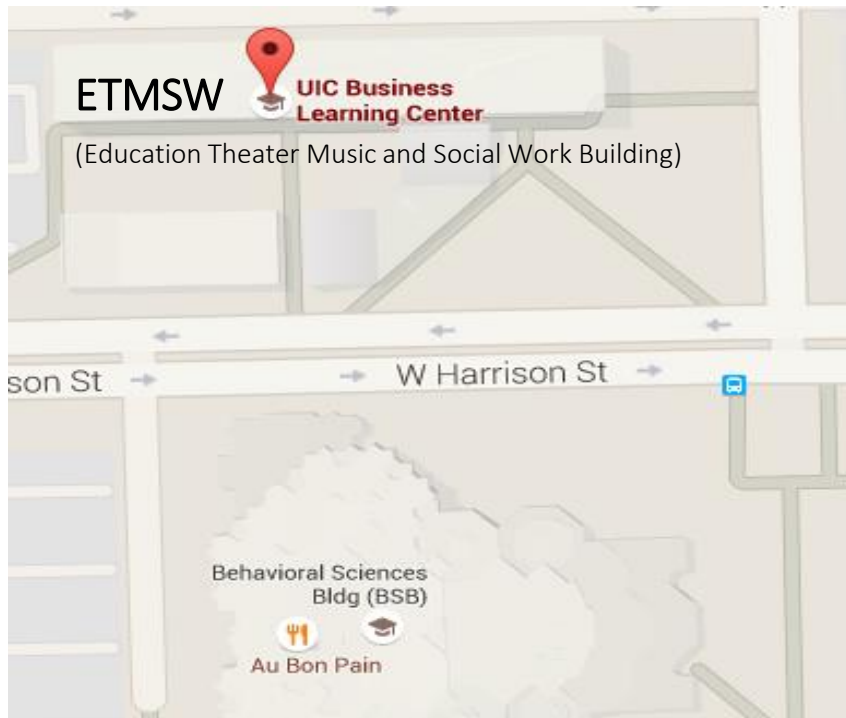 ETMSW
UIC Business
Learning Center
(Education Theater Music and Social Work Building)
son St
W Harrison St
Behavioral Sciences
Bldg (BSB)
Au Bon Pain